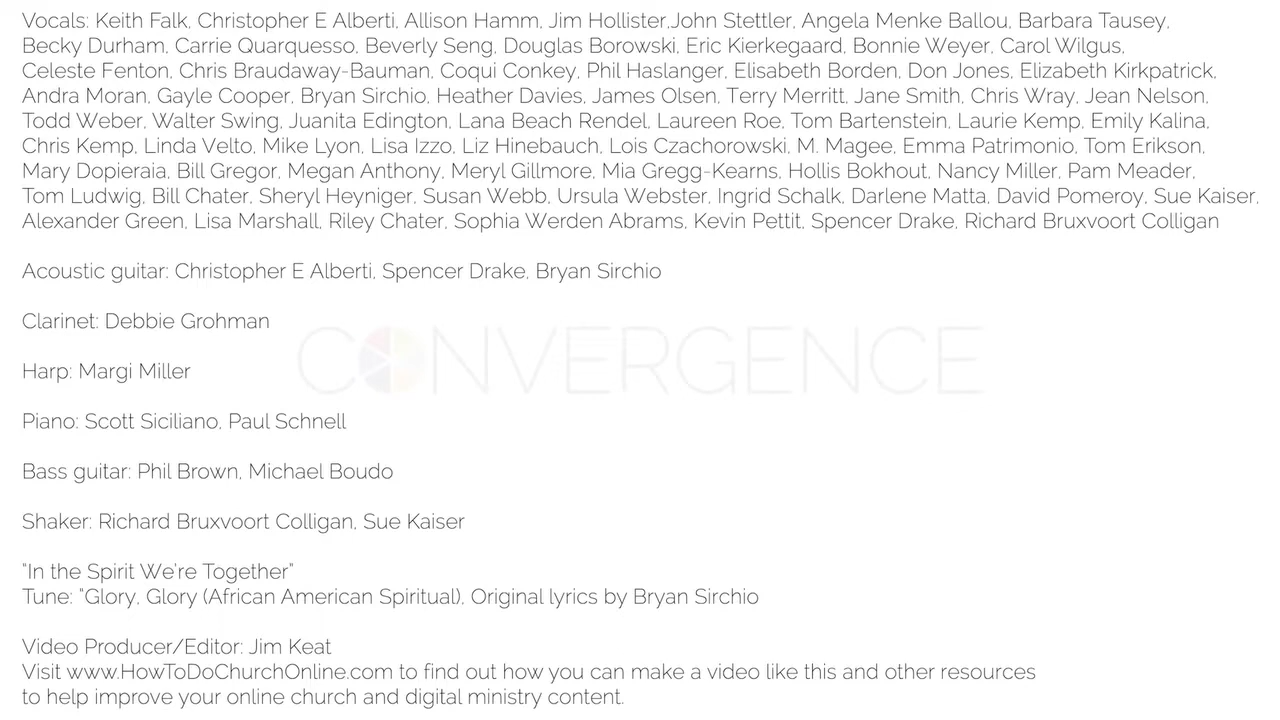 Vocals: Keith Falk, Christopher E Alberti, Allison Hamm, Jim Hollister,John Stettler, Angela Menke Ballou, Barbara Tausey,
Becky Durham, Carrie Quarquesso, Beverly Seng, Douglas Borowski, Eric Kierkegaard, Bonnie Weyer, Carol Wilgus,
Celeste Fenton, Chris Braudaway-Bauman, Coqui Conkey, Phil Haslanger, Elisabeth Borden, Don Jones, Elizabeth Kirkpatrick,
Andra Moran, Gayle Cooper, Bryan Sirchio, Heather Davies, James Olsen, Terry Merritt, Jane Smith, Chris Wray, Jean Nelson,
Todd Weber, Walter Swing, Juanita Edington, Lana Beach Rendel, Laureen Roe, Tom Bartenstein, Laurie Kemp, Emily Kalina,
Chris Kemp, Linda Velto, Mike Lyon, Lisa Izzo, Liz Hinebauch, Lois Czachorowski, M. Magee, Emma Patrimonio, Tom Erikson,
Mary Dopieraia, Bill Gregor, Megan Anthony, Meryl Gillmore, Mia Gregg-Kearns, Hollis Bokhout, Nancy Miller, Pam Meader,
Tom Ludwig, Bill Chater, Sheryl Heyniger, Susan Webb, Ursula Webster, Ingrid Schalk, Darlene Matta, David Pomeroy, Sue Kaiser,
Alexander Green, Lisa Marshall, Riley Chater, Sophia Werden Abrams, Kevin Pettit, Spencer Drake, Richard Bruxvoort Colligan
Acoustic guitar: Christopher E Alberti, Spencer Drake, Bryan Sirchio
Clarinet: Debbie Grohman
CONVERGENCE
Harp: Margi Miller
Piano: Scott Siciliano, Paul Schnell
Bass guitar: Phil Brown, Michael Boudo
Shaker: Richard Bruxvoort Colligan, Sue Kaiser
“In the Spirit We’re Together”
Tune: “Glory, Glory (African American Spiritual), Original lyrics by Bryan Sirchio
Video Producer/Editor: Jim Keat
Visit www.HowToDoChurchOnline.com to find out how you can make a video like this and other resources
to help improve your online church and digital ministry content.